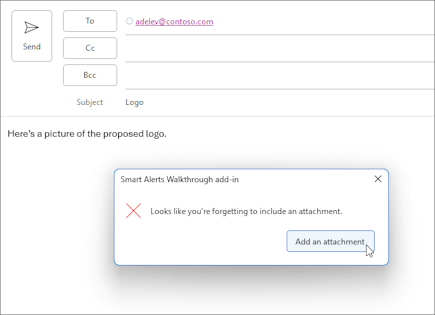 To
adelev@contoso.com
Send
Cc
Bcc
Subject Logo
Here's a picture of the proposed logo.
Smart Alerts Walkthrough add-in
Looks like you're forgetting to include an attachment.
Add an attachment